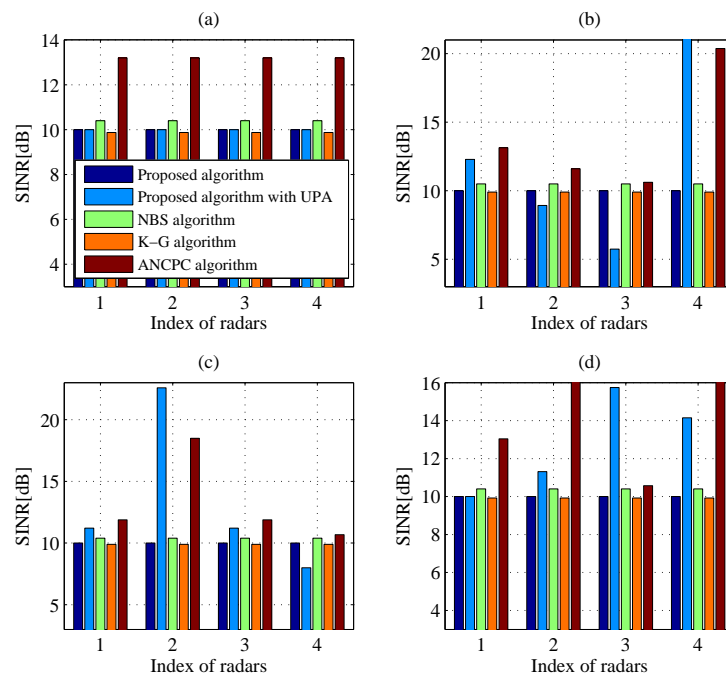 (a)
14
12
10
8
6
4
SINR[dB]
Proposed algorithm
Proposed algorithm with UPA
NBS algorithm
K−G algorithm
ANCPC algorithm
1 2 3 4
Index of radars
(b)
20
15
10
5
SINR[dB]
1 2 3 4
Index of radars
(c)
20
15
10
5
SINR[dB]
1 2 3 4
Index of radars
(d)
16
14
12
10
8
6
4
SINR[dB]
1 2 3 4
Index of radars